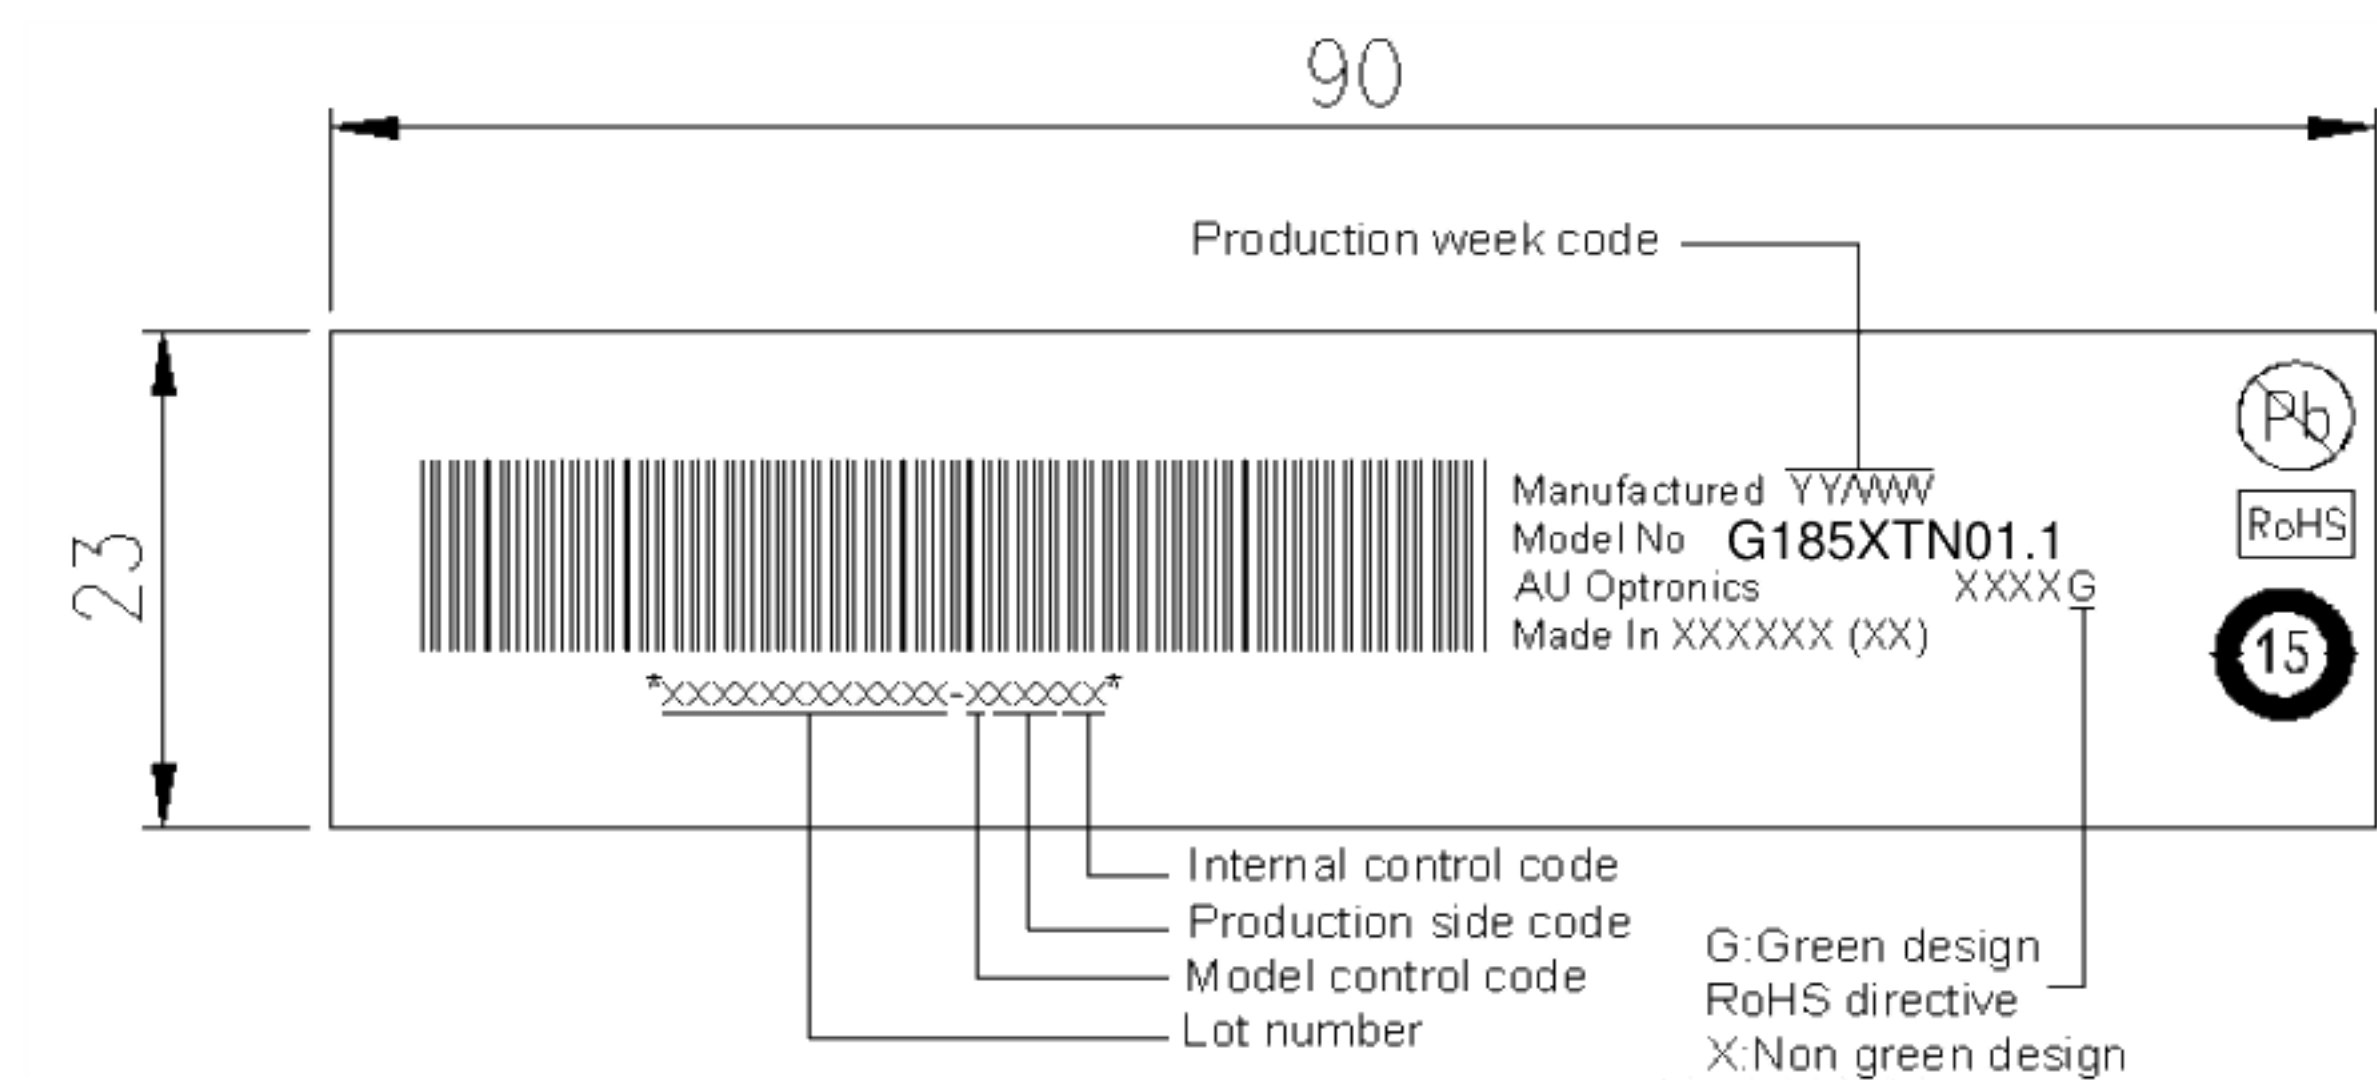 90
Production week code
23
Pb
Manufactured YY/WW
RoHS
Model No G185XTN01.1
AU Optronics XXXXG
Made In XXXXXX (XX)
15
*XXXXXXXXXXXX-XXXXXX*
Internal control code
Production side code
Model control code
Lot number
G:Green design
RoHS directive
X:Non green design